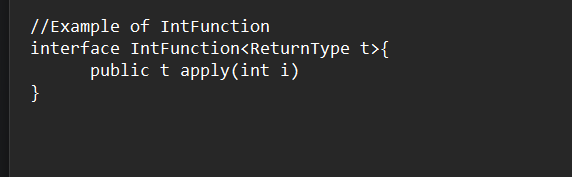 //Example of IntFunction
interface IntFunction<ReturnType t>{
public t apply(int i)
}